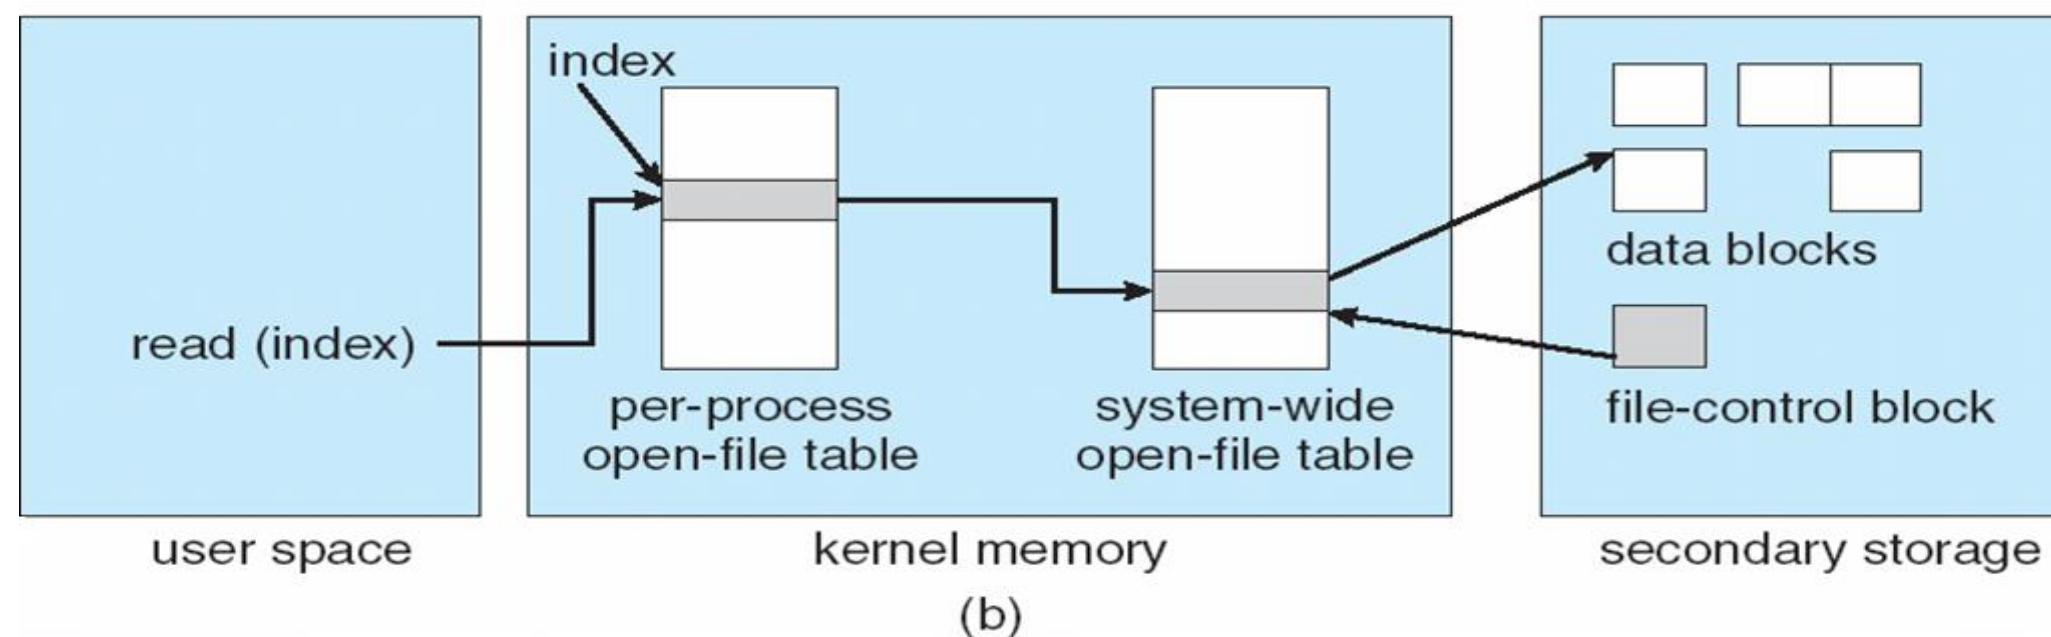 index
read (index)
per-process
open-file table
system-wide
open-file table
data blocks
file-control block
user space
kernel memory
secondary storage
(b)